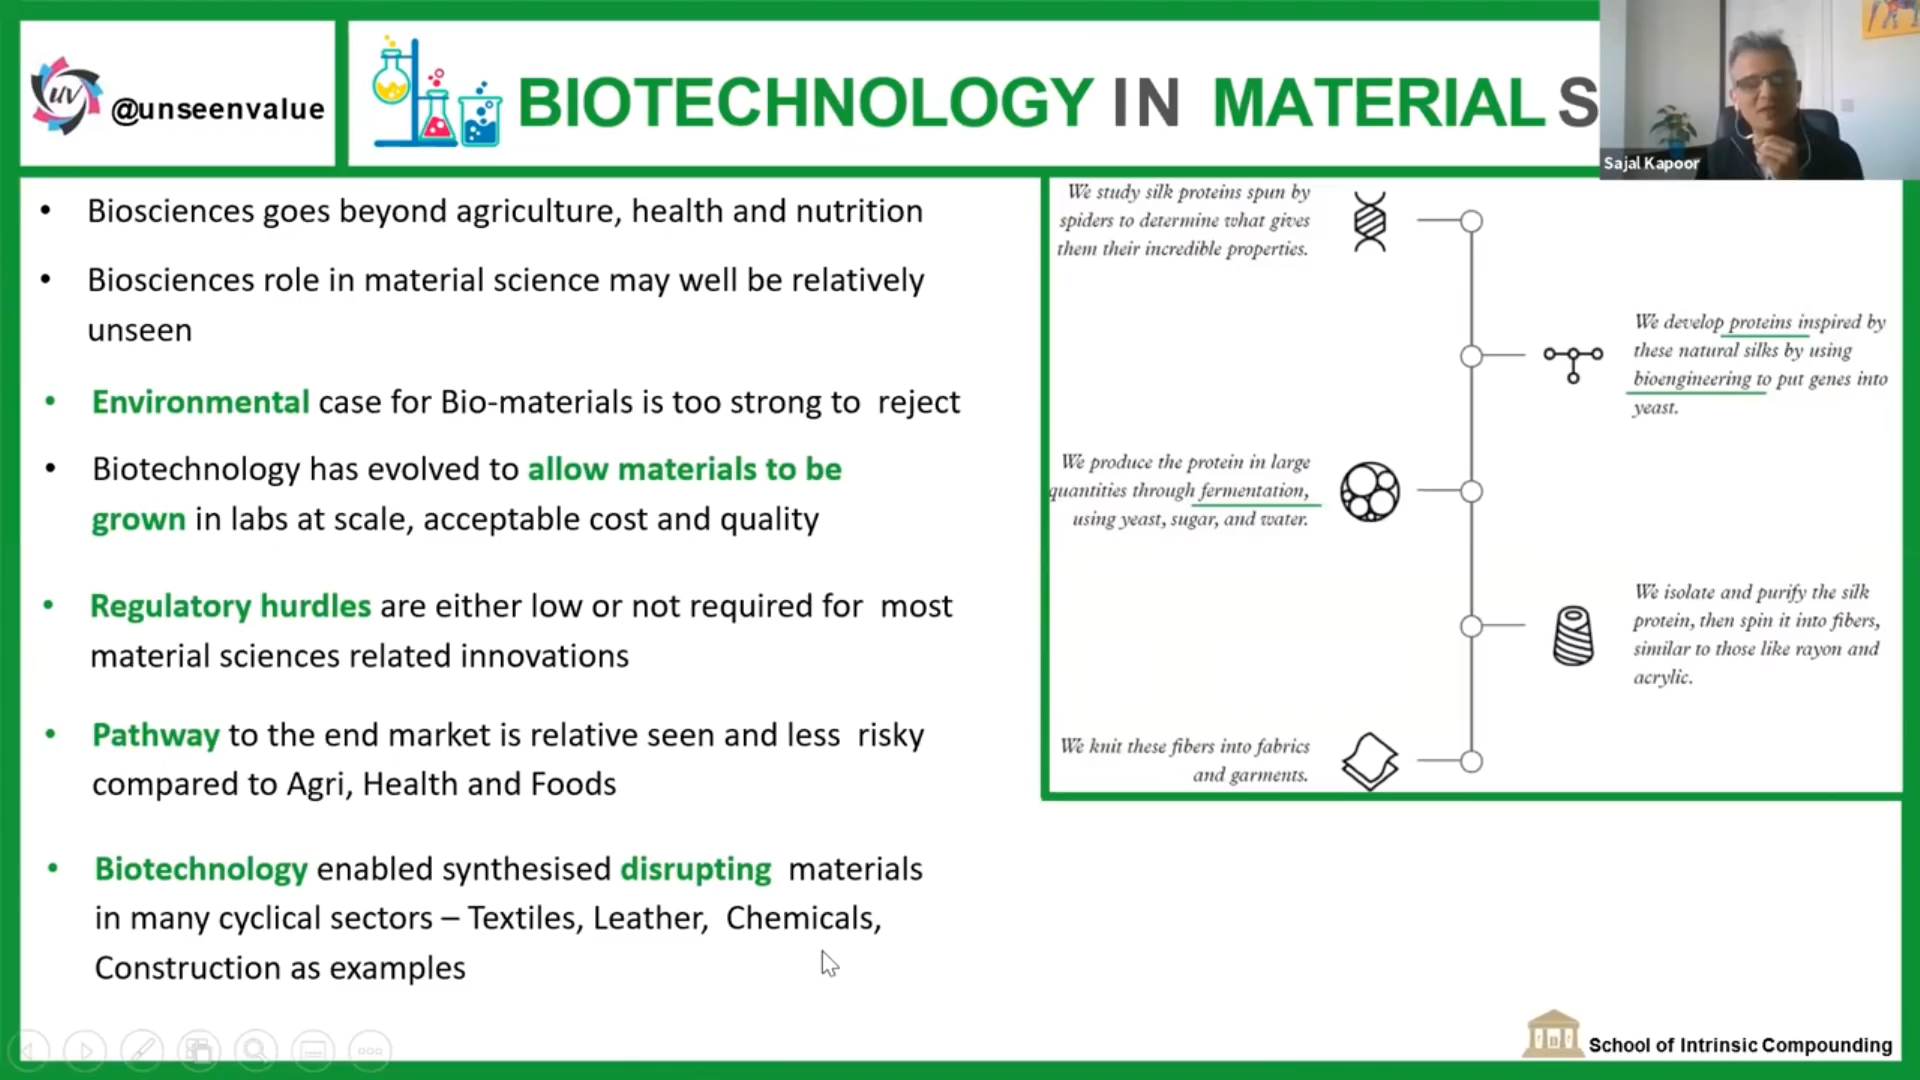 uv
@unseenvalue
BIOTECHNOLOGY IN MATERIAL S
Sajal Kapoor
• Biosciences goes beyond agriculture, health and nutrition
• Biosciences role in material science may well be relatively
unseen
• Environmental case for Bio-materials is too strong to reject
• Biotechnology has evolved to allow materials to be
grown in labs at scale, acceptable cost and quality
• Regulatory hurdles are either low or not required for most
material sciences related innovations
• Pathway to the end market is relative seen and less risky
compared to Agri, Health and Foods
• Biotechnology enabled synthesised disrupting materials
in many cyclical sectors – Textiles, Leather, Chemicals,
Construction as examples
We study silk proteins spun by
spiders to determine what gives
them their incredible properties.
We develop proteins inspired by
these natural silks by using
bioengineering to put genes into
yeast.
We produce the protein in large
quantities through fermentation,
using yeast, sugar, and water.
We isolate and purify the silk
protein, then spin it into fibers,
similar to those like rayon and
acrylic.
We knit these fibers into fabrics
and garments.
School of Intrinsic Compounding